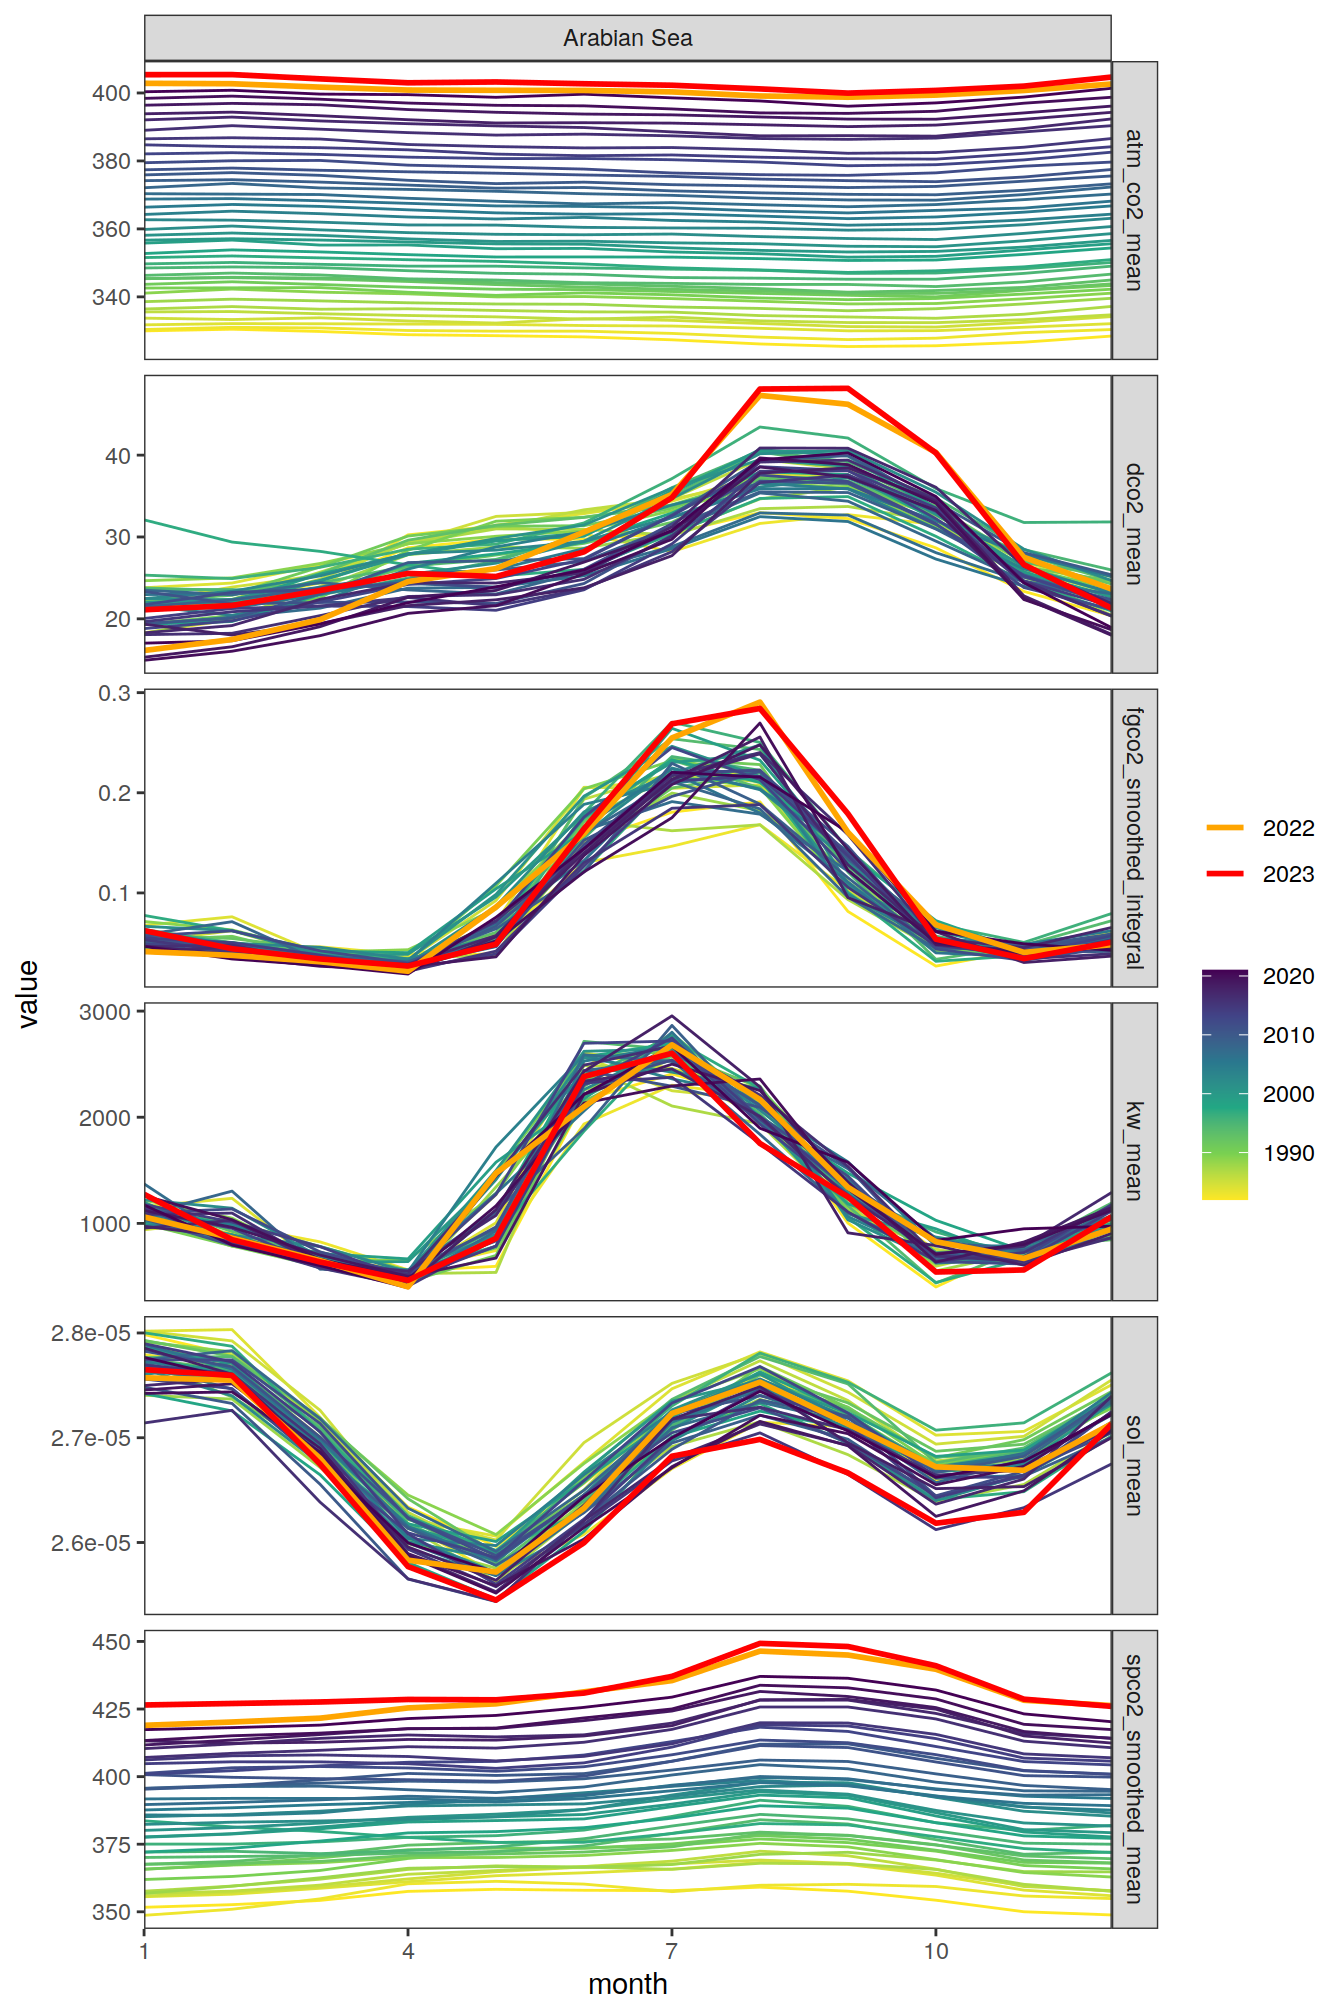 Arabian Sea
400
380
360
340
atm_co2_mean
40
30
20
dco2_mean
0.3
0.2
0.1
fgco2_smoothed_integral
3000
2000
1000
kw_mean
2.8e-05
2.7e-05
2.6e-05
sol_mean
450
425
400
375
350
spco2_smoothed_mean
1
4
7
10
month
value
2022
2023
2020
2010
2000
1990